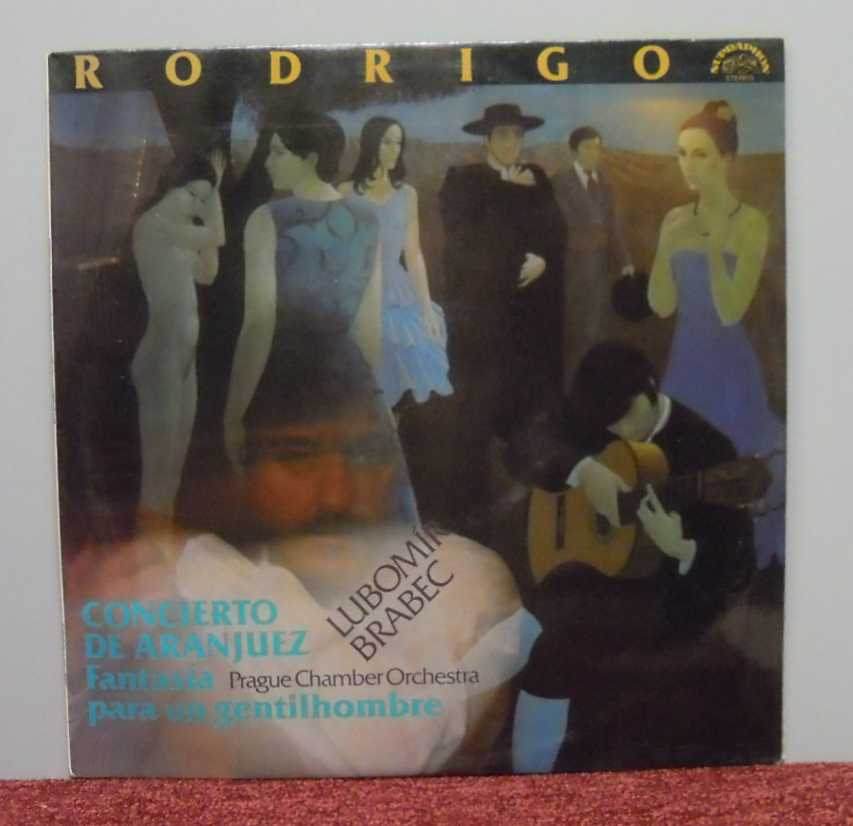 RODRIGO
SUPRAPHON
STEREO
LUBOMÍR
BRABEC
CONCIERTO
DE ARANJUEZ
Fantasia Prague Chamber Orchestra
para un gentilhombre